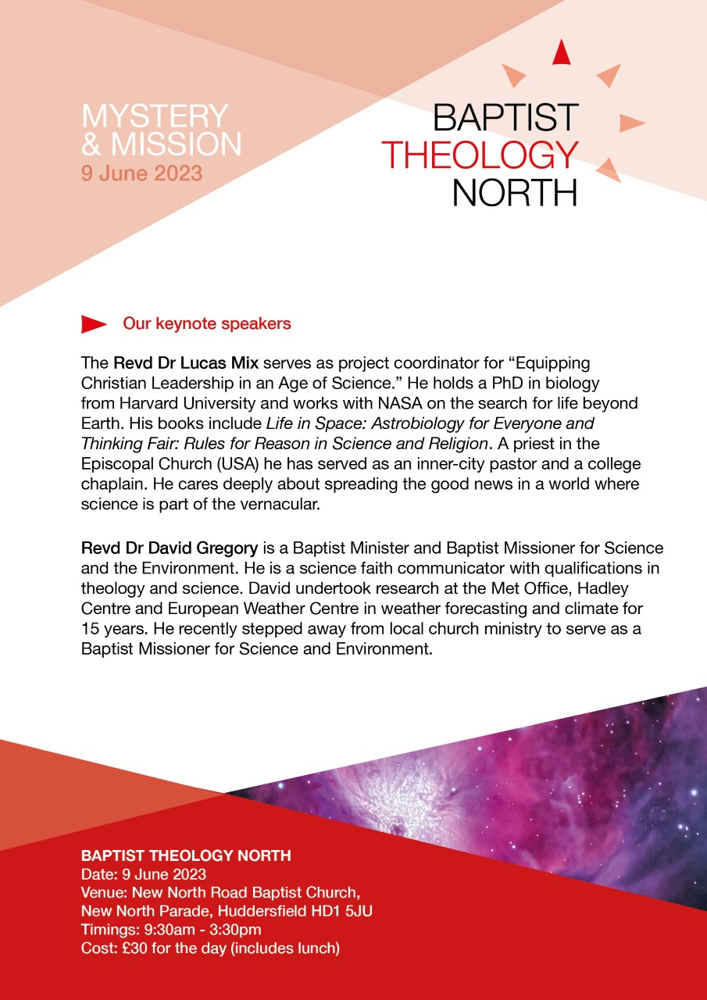 MYSTERY
& MISSION
9 June 2023
BAPTIST
THEOLOGY
NORTH
Our keynote speakers
The Revd Dr Lucas Mix serves as project coordinator for “Equipping
Christian Leadership in an Age of Science.” He holds a PhD in biology
from Harvard University and works with NASA on the search for life beyond
Earth. His books include Life in Space: Astrobiology for Everyone and
Thinking Fair: Rules for Reason in Science and Religion. A priest in the
Episcopal Church (USA) he has served as an inner-city pastor and a college
chaplain. He cares deeply about spreading the good news in a world where
science is part of the vernacular.
Revd Dr David Gregory is a Baptist Minister and Baptist Missioner for Science
and the Environment. He is a science faith communicator with qualifications in
theology and science. David undertook research at the Met Office, Hadley
Centre and European Weather Centre in weather forecasting and climate for
15 years. He recently stepped away from local church ministry to serve as a
Baptist Missioner for Science and Environment.
BAPTIST THEOLOGY NORTH
Date: 9 June 2023
Venue: New North Road Baptist Church,
New North Parade, Huddersfield HD1 5JU
Timings: 9:30am - 3:30pm
Cost: £30 for the day (includes lunch)